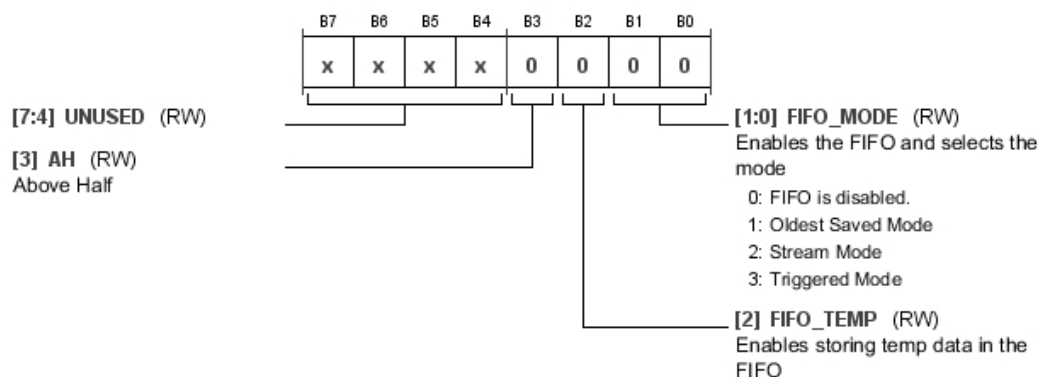 B7 B6 B5 B4 B3 B2 B1 B0
x x x x 0 0 0 0
[7:4] UNUSED (RW)
[3] AH (RW)
Above Half
[1:0] FIFO_MODE (RW)
Enables the FIFO and selects the
mode
0: FIFO is disabled.
1: Oldest Saved Mode
2: Stream Mode
3: Triggered Mode
[2] FIFO_TEMP (RW)
Enables storing temp data in the
FIFO